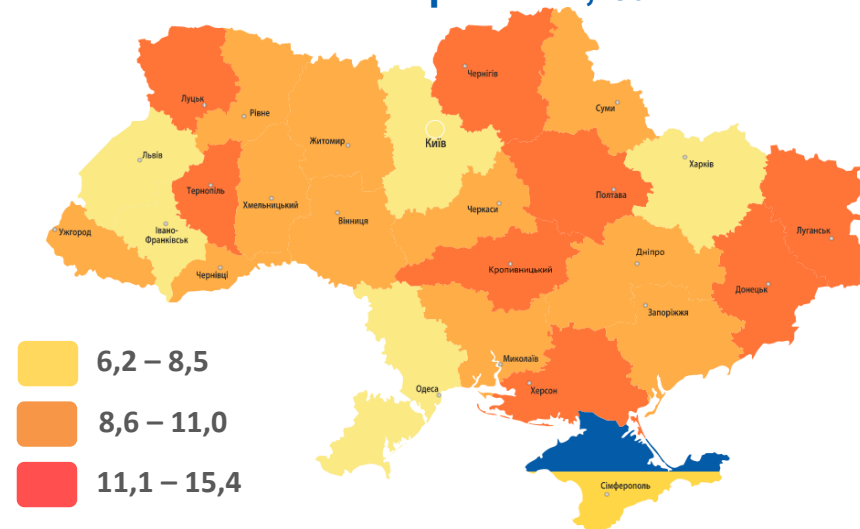 Чернігів
Луцьк
Рівне
Суми
Житомир
Київ
Львів
Харків
Тернопіль
Хмельницький
Полтава
Черкаси
Вінниця
Ужгород
Івано-
Франківськ
Луганськ
Дніпро
Чернівці
Кропивницький
Донецьк
Запоріжжя
Миколаїв
Одеса
Херсон
Сімферополь
6,2 – 8,5
8,6 – 11,0
11,1 – 15,4